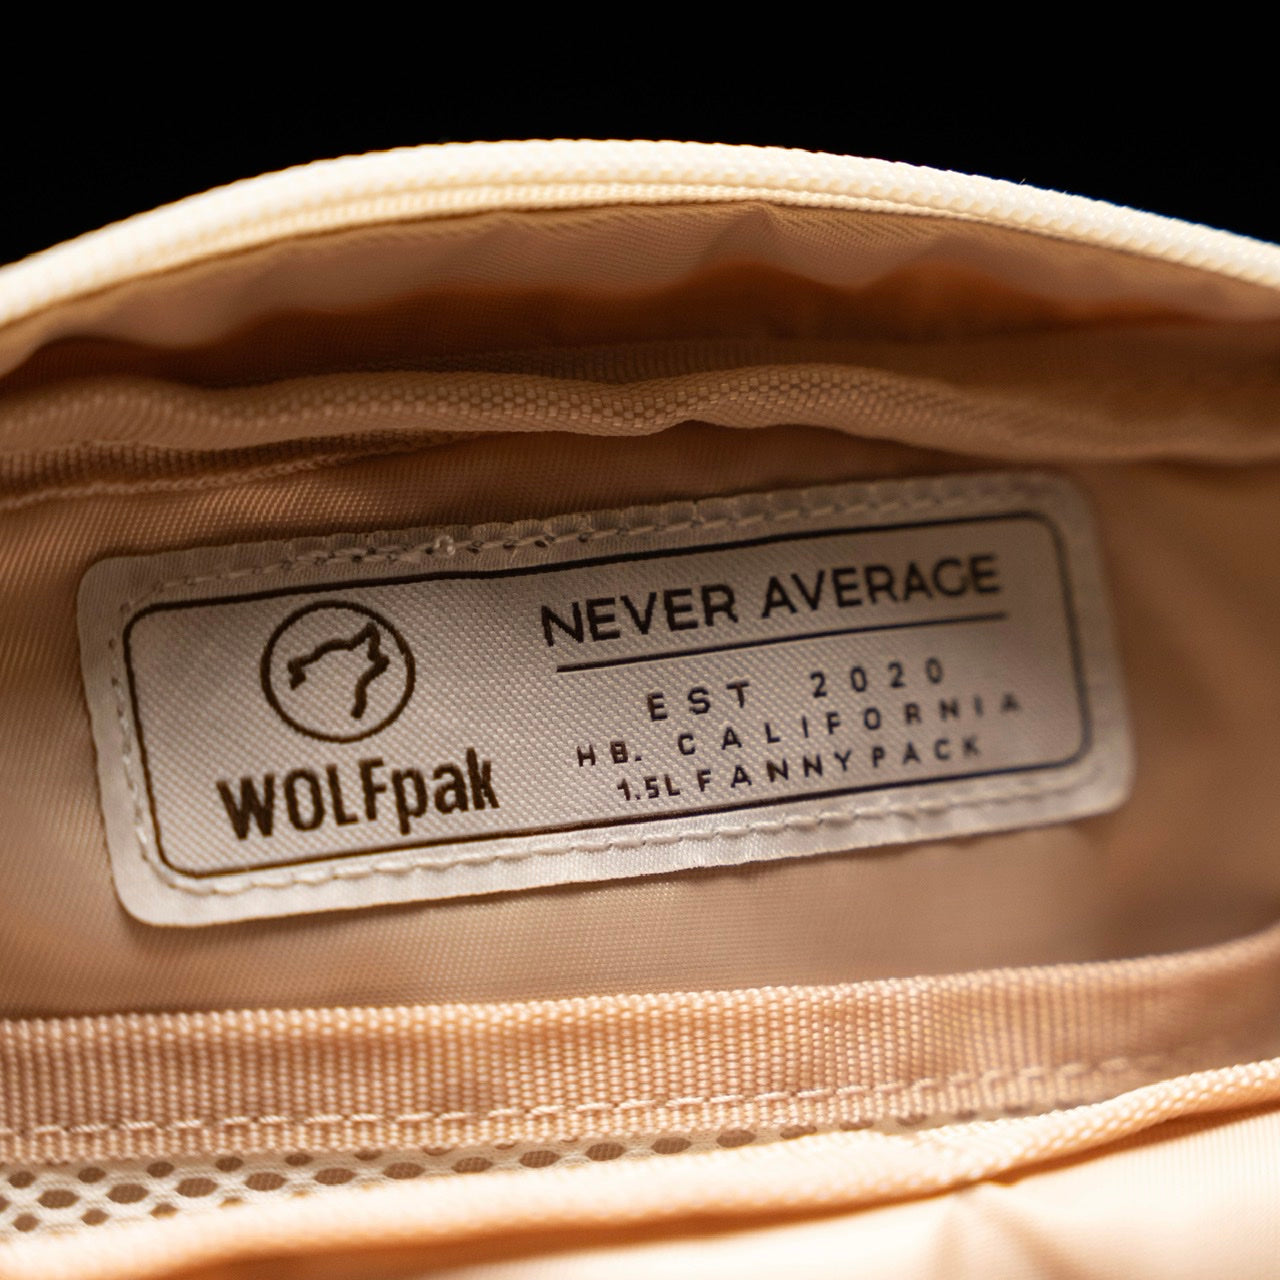 WOLFpak
NEVER AVERAGE
EST 2020
HB. CALIFORNIA
1.5L FANNYPACK